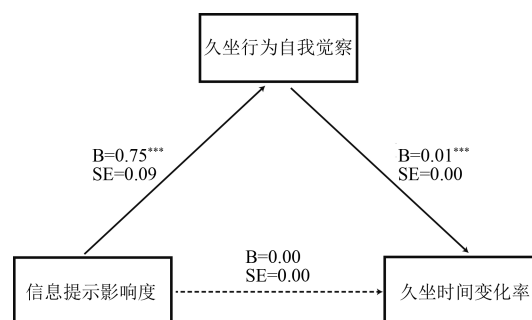 久坐行为自我觉察
B=0.75***
SE=0.09
B=0.01***
SE=0.00
B=0.00
SE=0.00
信息提示影响度
久坐时间变化率